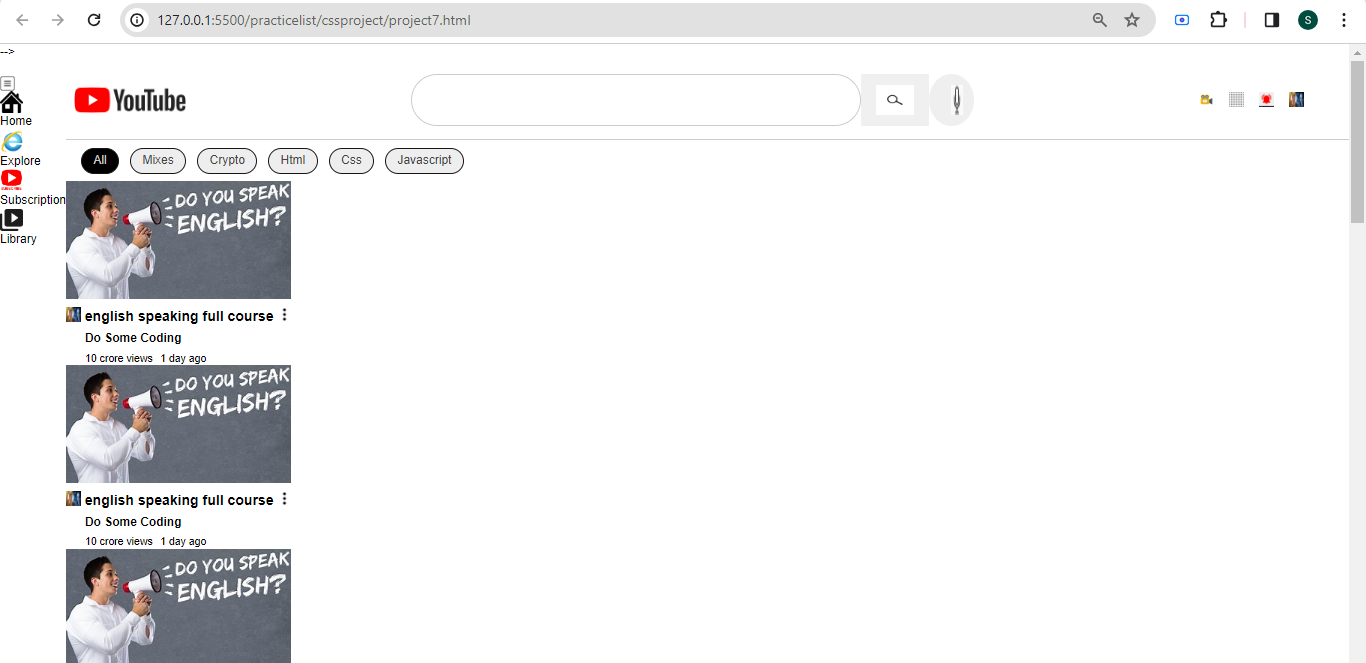 127.0.0.1:5500/practicelist/cssproject/project7.html
S
-->
YouTube
Home
Explore
Subscription
Library
All Mixes Crypto Html Css Javascript
DO YOU SPEAK
ENGLISH?
english speaking full course
Do Some Coding
10 crore views 1 day ago
DO YOU SPEAK
ENGLISH?
english speaking full course
Do Some Coding
10 crore views 1 day ago
DO YOU SPEAK
ENGLISH?